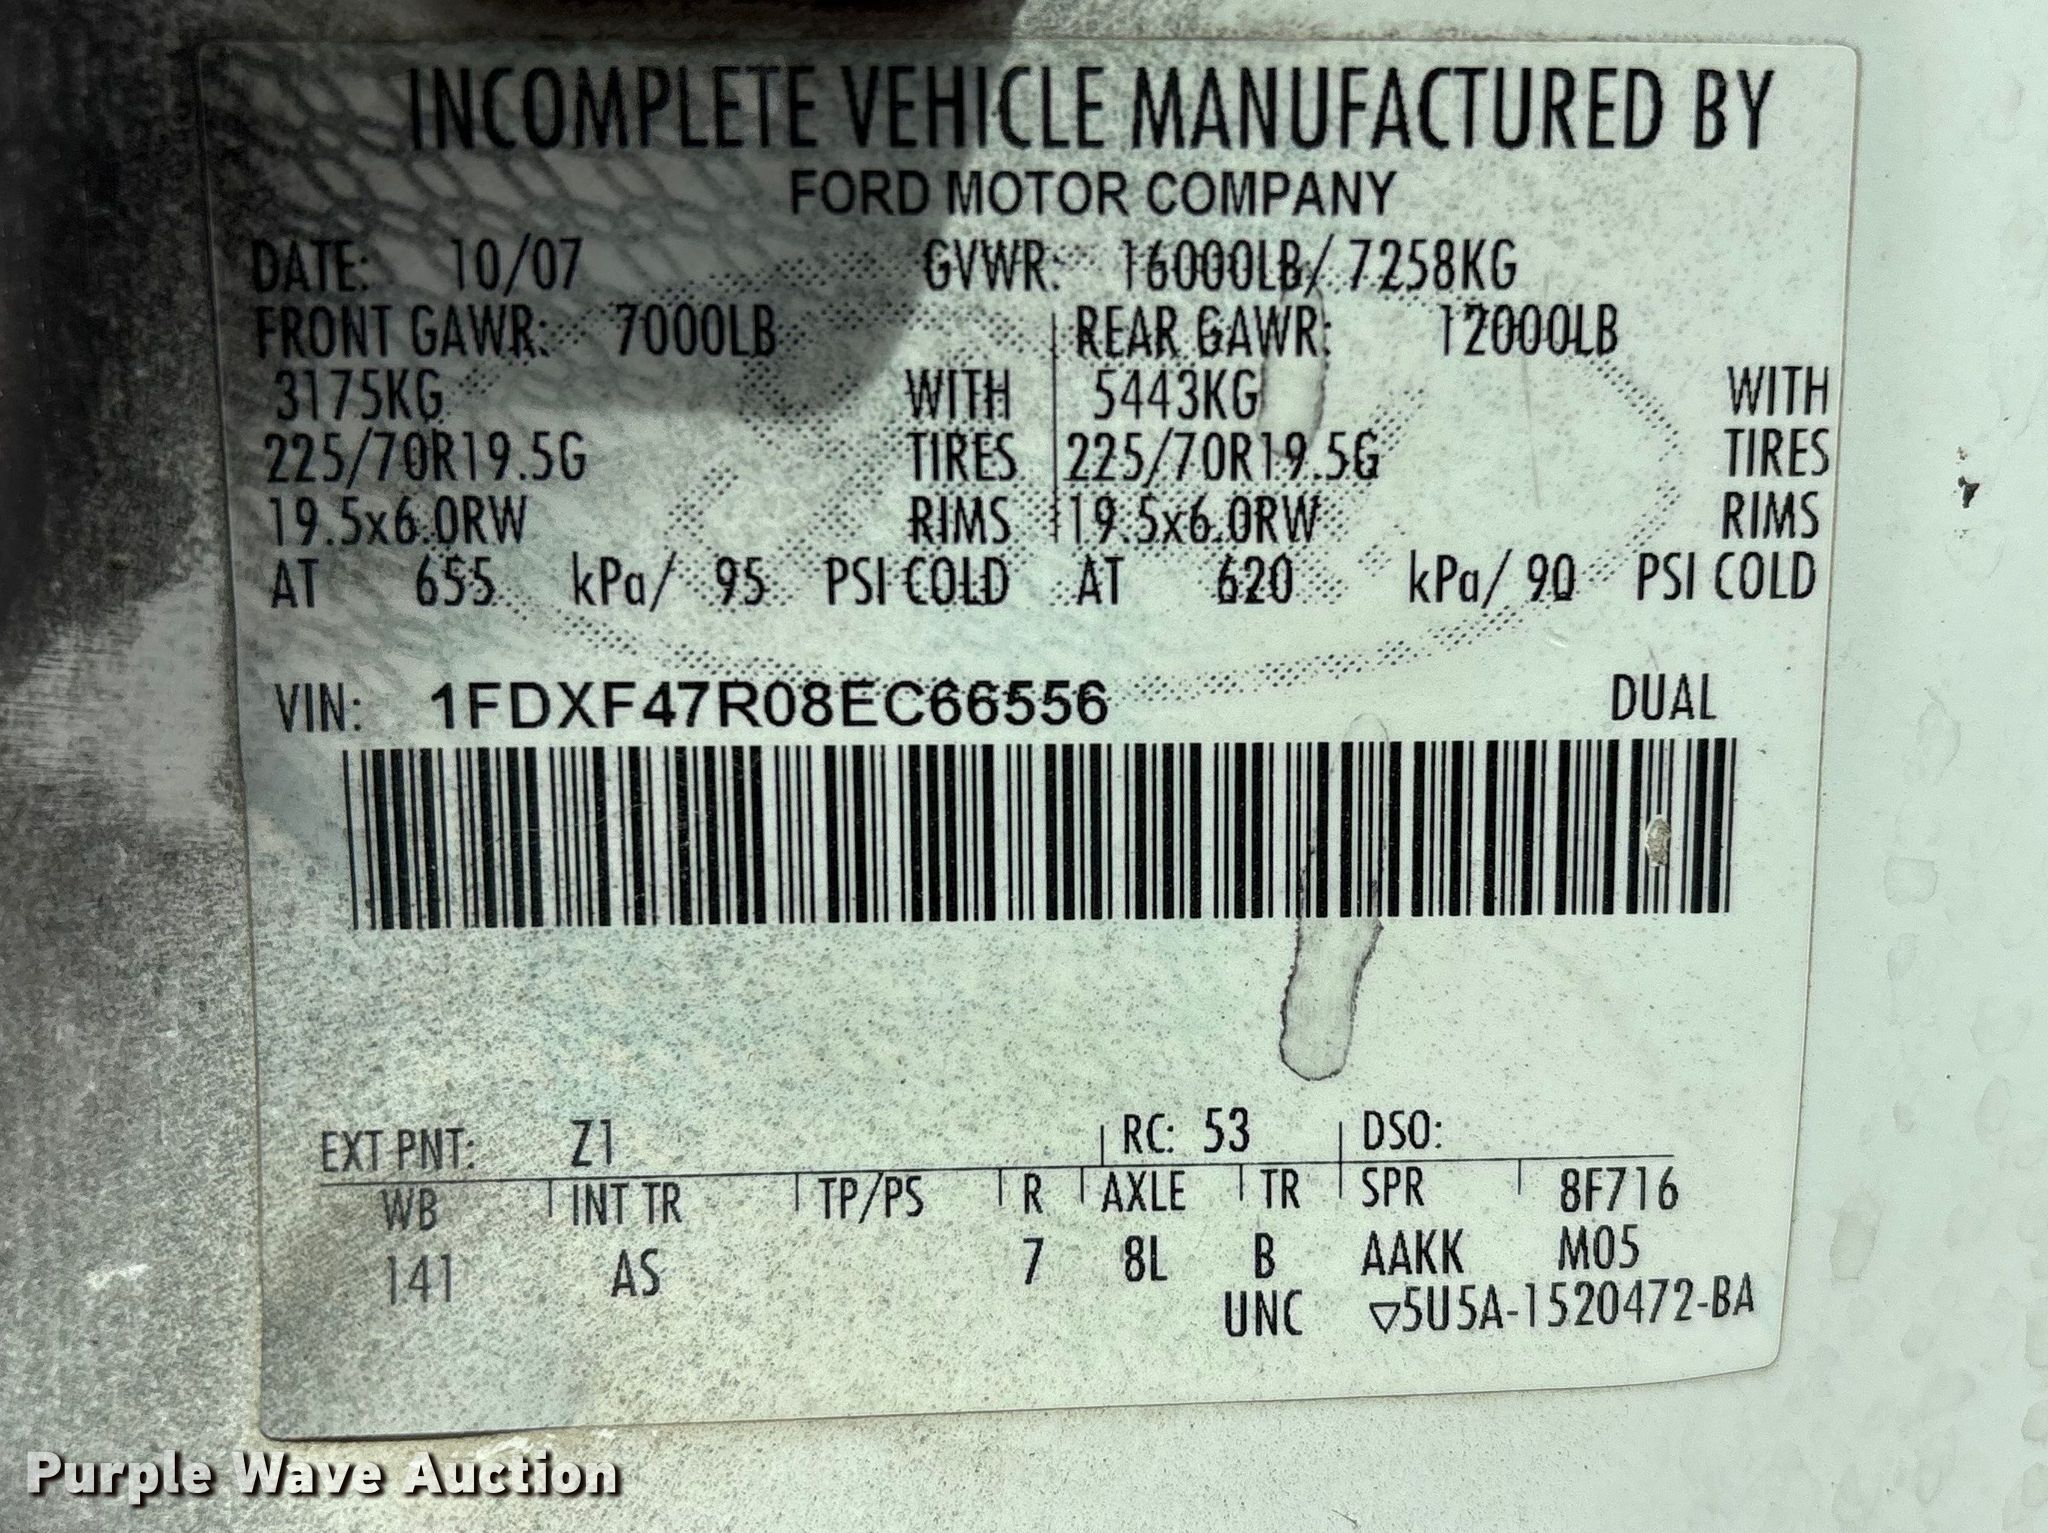 INCOMPLETE VEHICLE MANUFACTURED BY
FORD MOTOR COMPANY
DATE: 10/07 GVWR: 16000LB/ 7258KG
FRONT GAWR: 7000LB REAR GAWR: 12000LB
3175KG WITH 5443KG WITH
225/70R19.5G TIRES 225/70R19.5G TIRES
19.5x6.0RW RIMS 19.5x6.0RW RIMS
AT 655 kPa/ 95 PSI COLD AT 620 kPa/ 90 PSI COLD
VIN: 1FDXF47R08EC66556 DUAL
EXT PNT: Z1 RC: 53 DSO:
WB INT TR TP/PS R AXLE TR SPR 8F716
141 AS 7 8L B AAKK M05
UNC ▽5U5A-1520472-BA
Purple Wave Auction